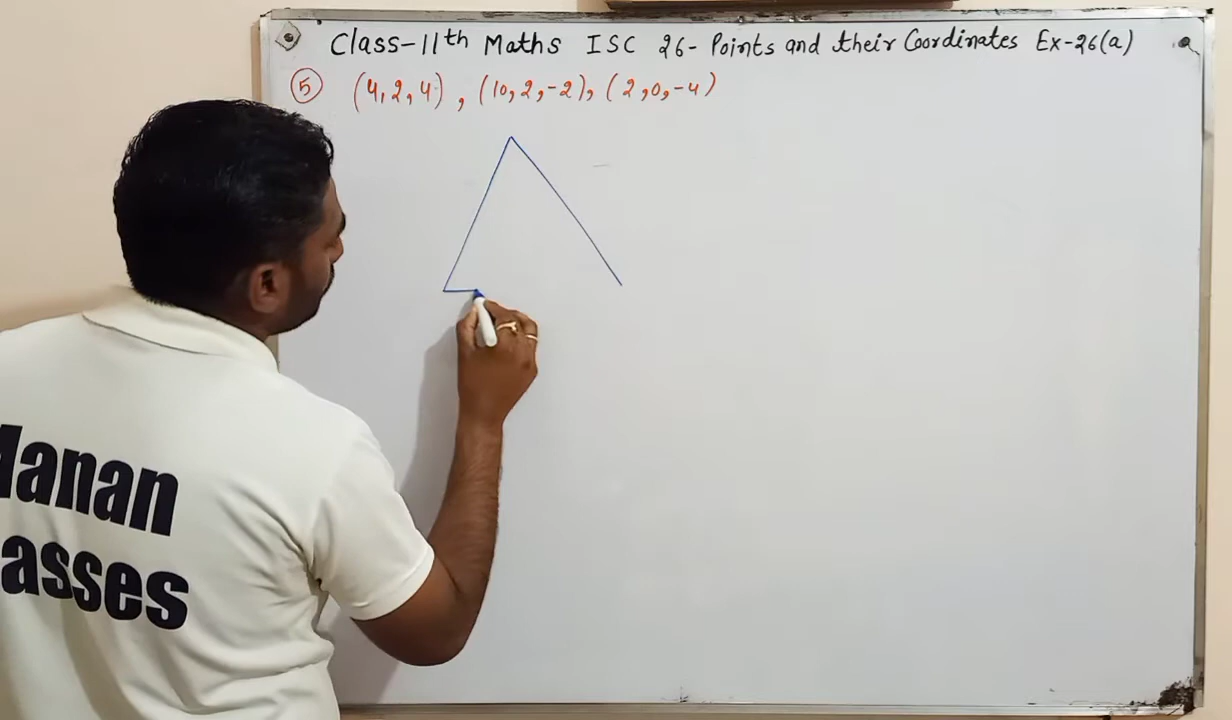 Class-11th Maths ISC 26- Points and their Coordinates Ex-26(a)
5 (4,2,4), (10,2,-2), (2,0,-4)
Manan
asses